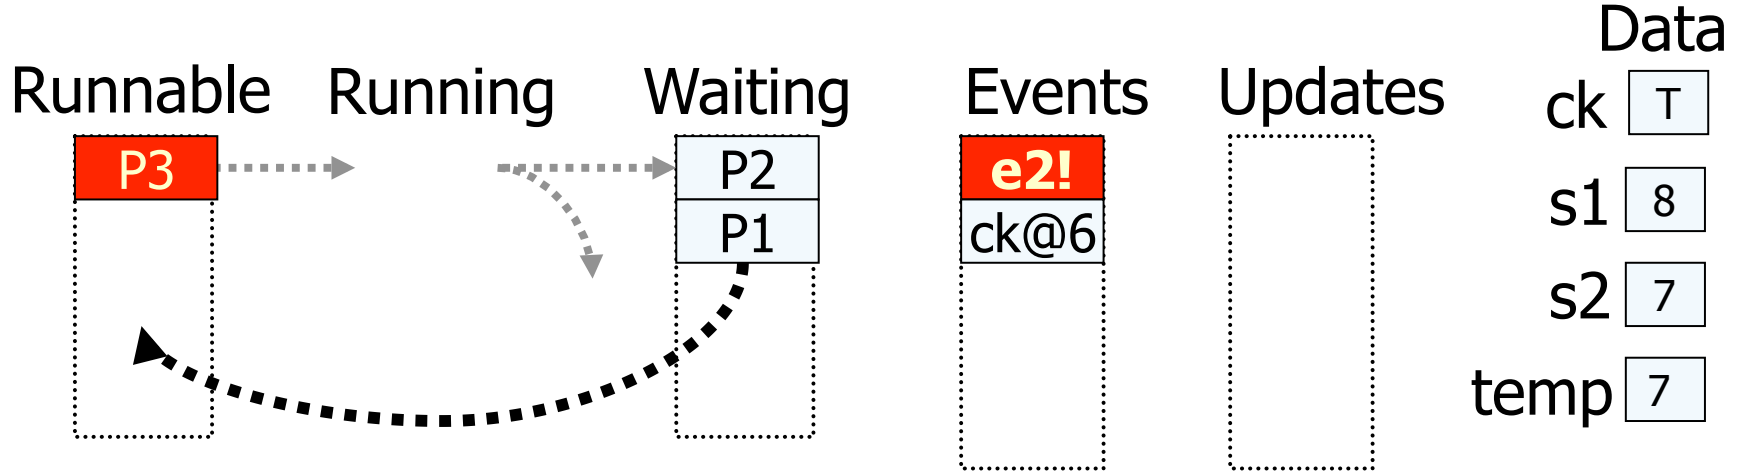 Data
Runnable Running Waiting Events Updates
ck T
P3 P2 e2!
s1 8
P1 ck@6
s2 7
temp 7